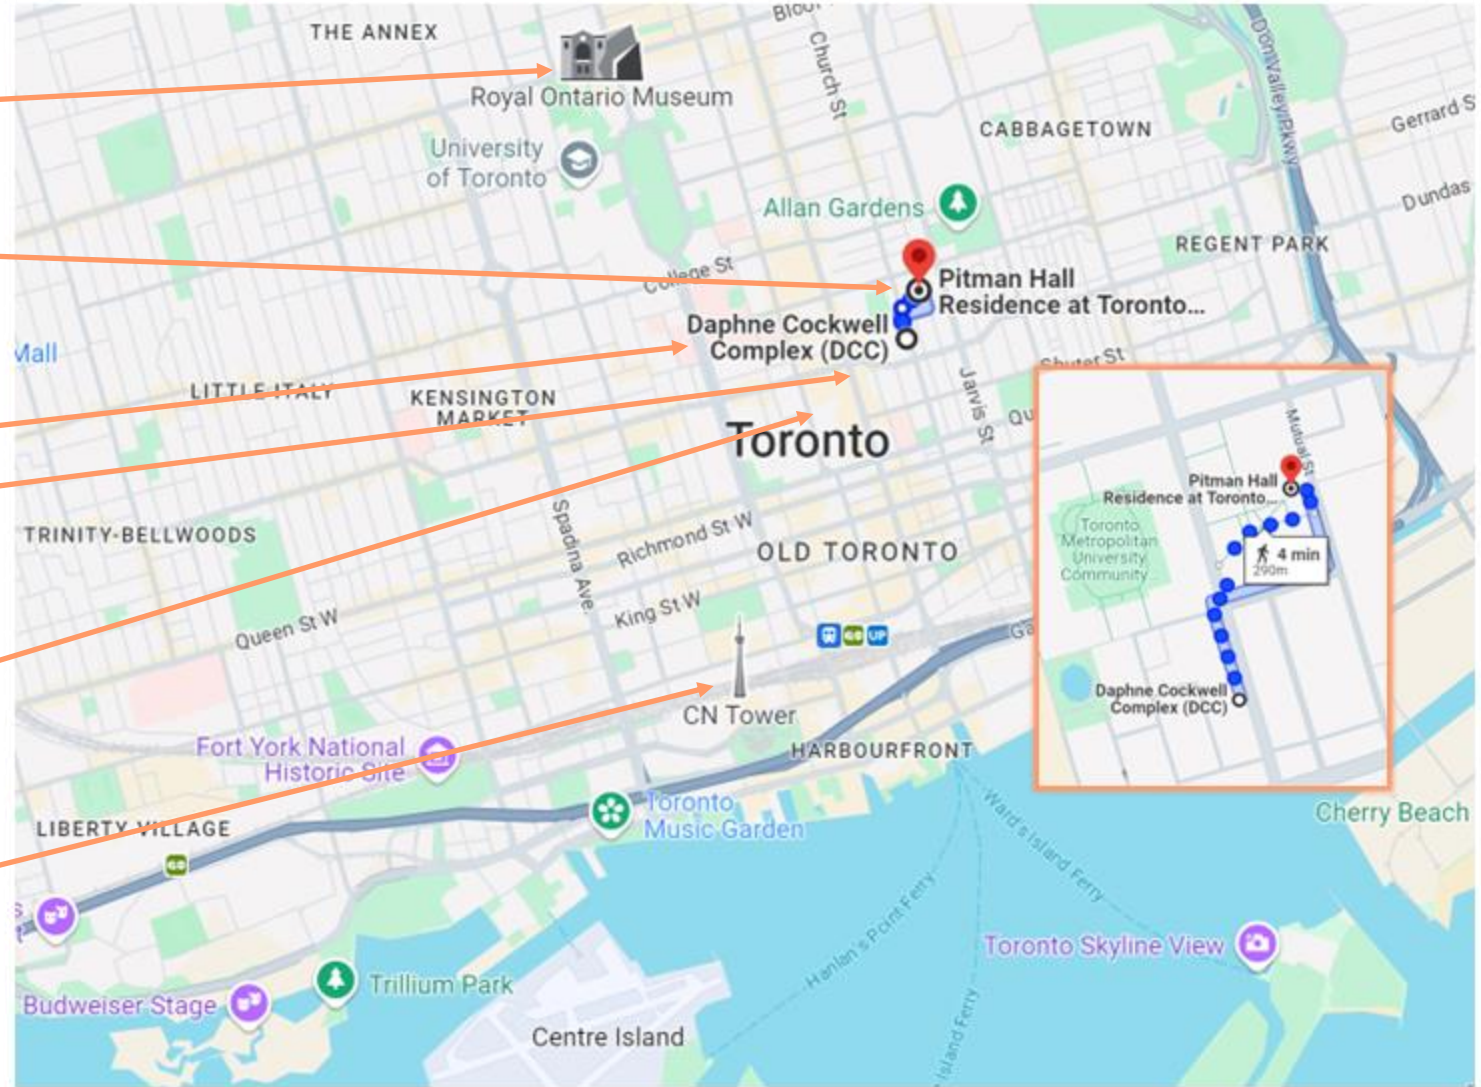 THE ANNEX
Church St
Don Valley Pkwy
Royal Ontario Museum
Gerrard S
CABBAGETOWN
University
of Toronto
Dundas
Allan Gardens
REGENT PARK
College St
Pitman Hall
Residence at Toronto...
Daphne Cockwell
Complex (DCC)
Mall
Shuter St
LITTLE ITALY
KENSINGTON
MARKET
Jarvis St
Toronto
Mutual St
Pitman Hall
Residence at Toronto...
Toronto
Metropolitan
University
Community...
4 min
290m
Daphne Cockwell
Complex (DCC)
TRINITY-BELLWOODS
Spadina Ave.
Richmond St W
OLD TORONTO
King St W
Queen St W
GO
UP
CN Tower
Fort York National
Historic Site
HARBOURFRONT
Toronto
Music Garden
LIBERTY VILLAGE
GO
Cherry Beach
Ward's Island Ferry
Hanlan's Point Ferry
Toronto Skyline View
Trillium Park
Budweiser Stage
Centre Island
Island Ferry